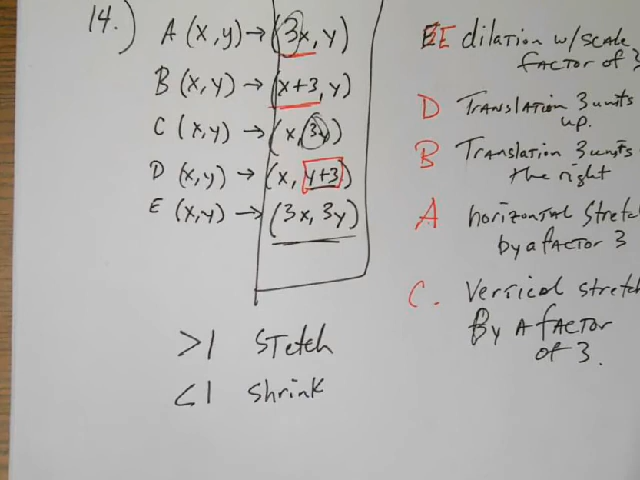 14.)
A (x,y) → (3x, y)
B (x,y) → (x+3, y)
C (x,y) → (x, 3y)
D (x,y) → (x, y+3)
E (x,y) → (3x, 3y)
>1 STetch
<1 Shrink
E dilation w/ scale
factor of 3
D Translation 3 units
up.
B Translation 3 units
the right
A horizontal stretch
by a factor 3
C. Vertical stretch
By A factor
of 3.